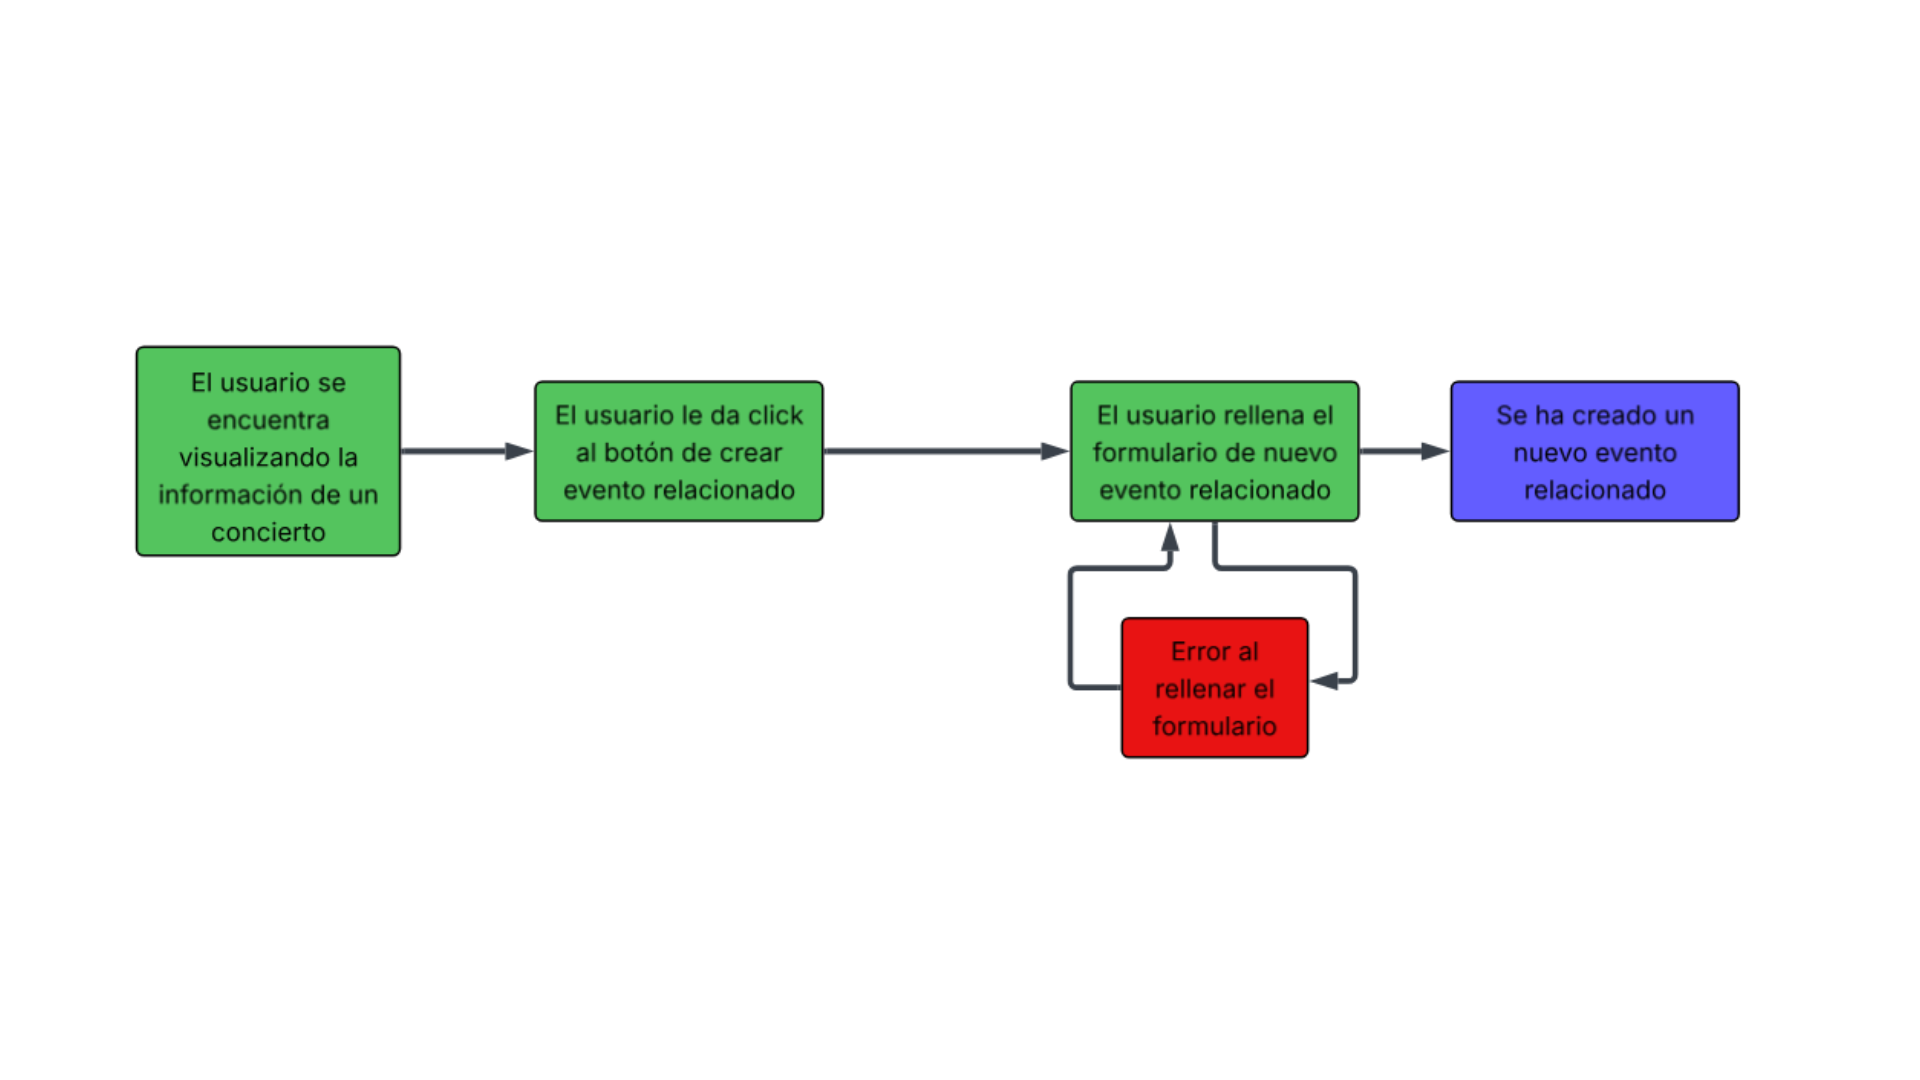 El usuario se
encuentra
visualizando la
información de un
concierto
El usuario le da click
al botón de crear
evento relacionado
El usuario rellena el
formulario de nuevo
evento relacionado
Se ha creado un
nuevo evento
relacionado
Error al
rellenar el
formulario